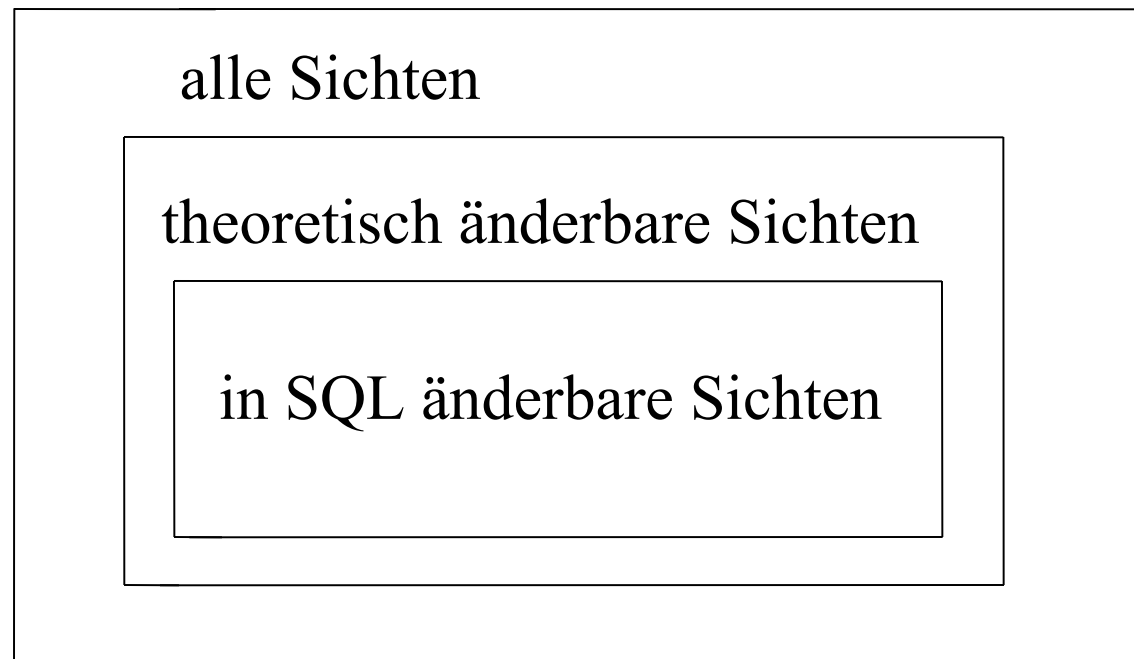 alle Sichten
theoretisch änderbare Sichten
in SQL änderbare Sichten